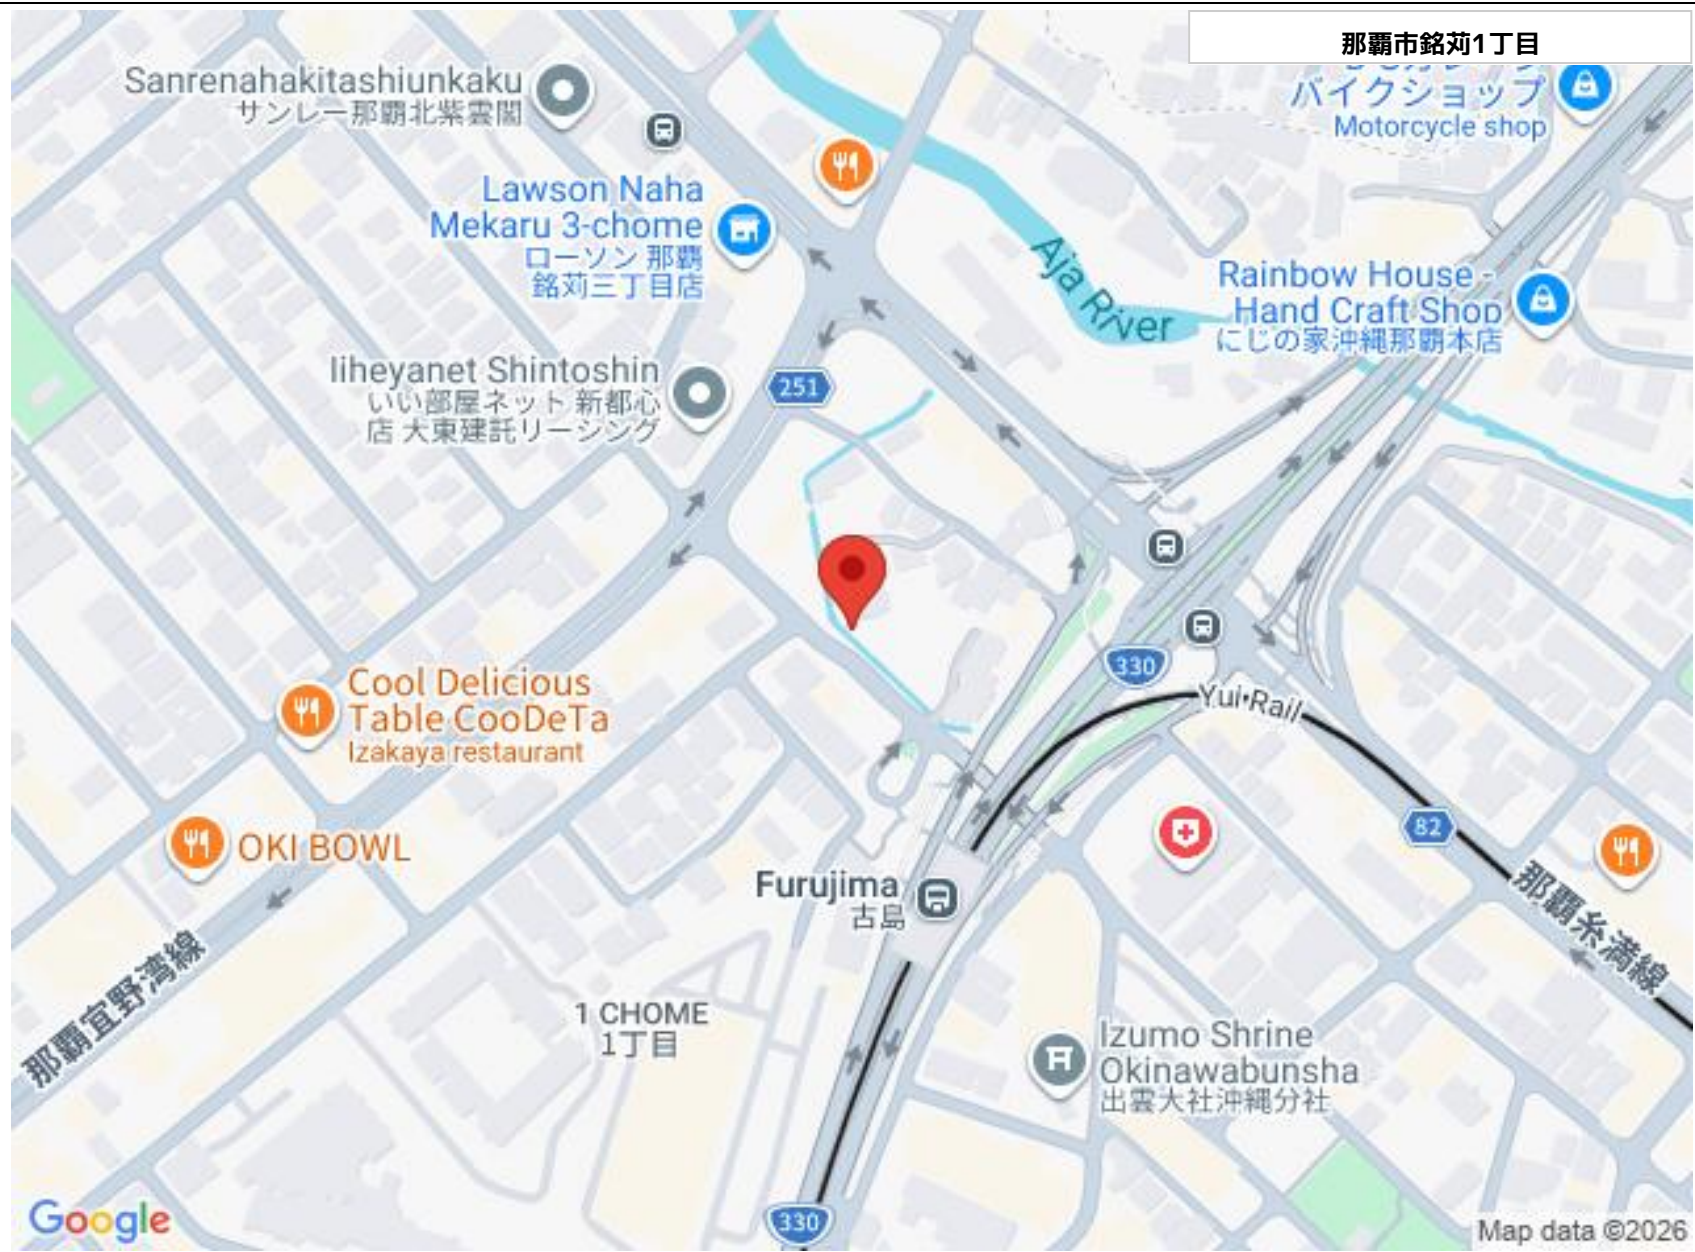 那覇市銘苅1丁目
Sanrenahakitashiunkaku
サンレー那覇北紫雲閣
バイクショップ
Motorcycle shop
Lawson Naha
Mekaru 3-chome
ローソン 那覇
銘苅三丁目店
Aja River
Rainbow House -
Hand Craft Shop
にじの家沖縄那覇本店
Iiheyanet Shintoshin
いい部屋ネット 新都心
店 大東建託リーシング
251
330
Yui-Rail
Cool Delicious
Table CooDeTa
Izakaya restaurant
OKI BOWL
82
Furujima
古島
那覇糸満線
那覇宜野湾線
1 CHOME
1丁目
Izumo Shrine
Okinawabunsha
出雲大社沖縄分社
330
Google
Map data ©2026